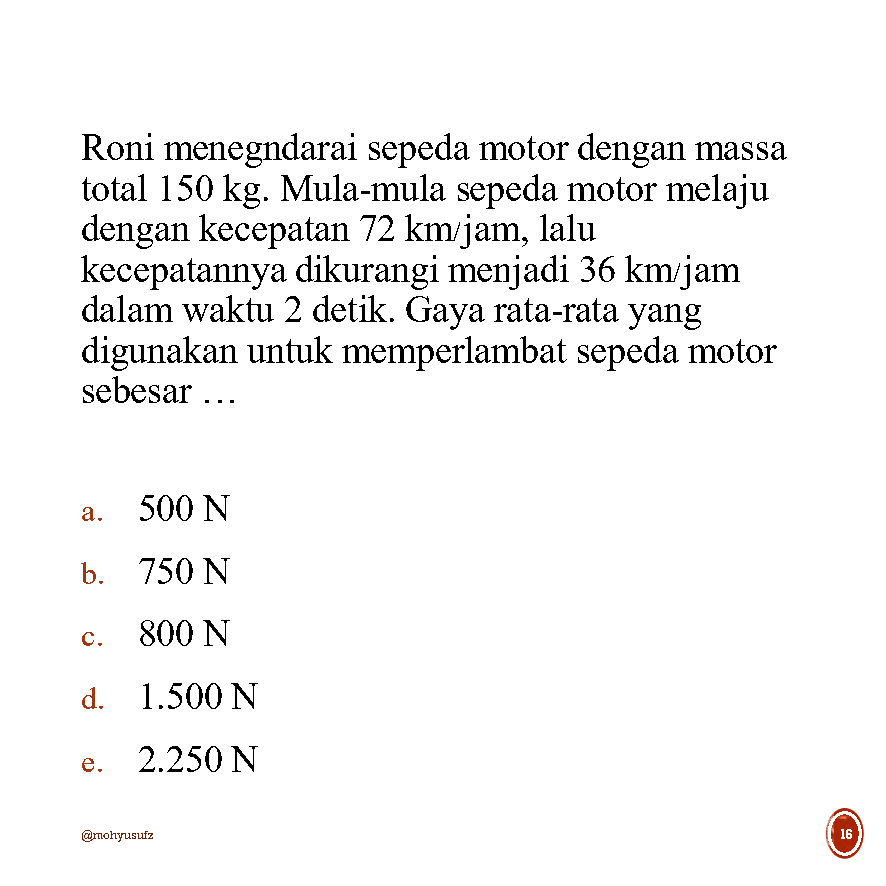 Roni menegndarai sepeda motor dengan massa
total 150 kg. Mula-mula sepeda motor melaju
dengan kecepatan 72 km/jam, lalu
kecepatannya dikurangi menjadi 36 km/jam
dalam waktu 2 detik. Gaya rata-rata yang
digunakan untuk memperlambat sepeda motor
sebesar …
a. 500 N
b. 750 N
c. 800 N
d. 1.500 N
e. 2.250 N
@mohyusufz
16